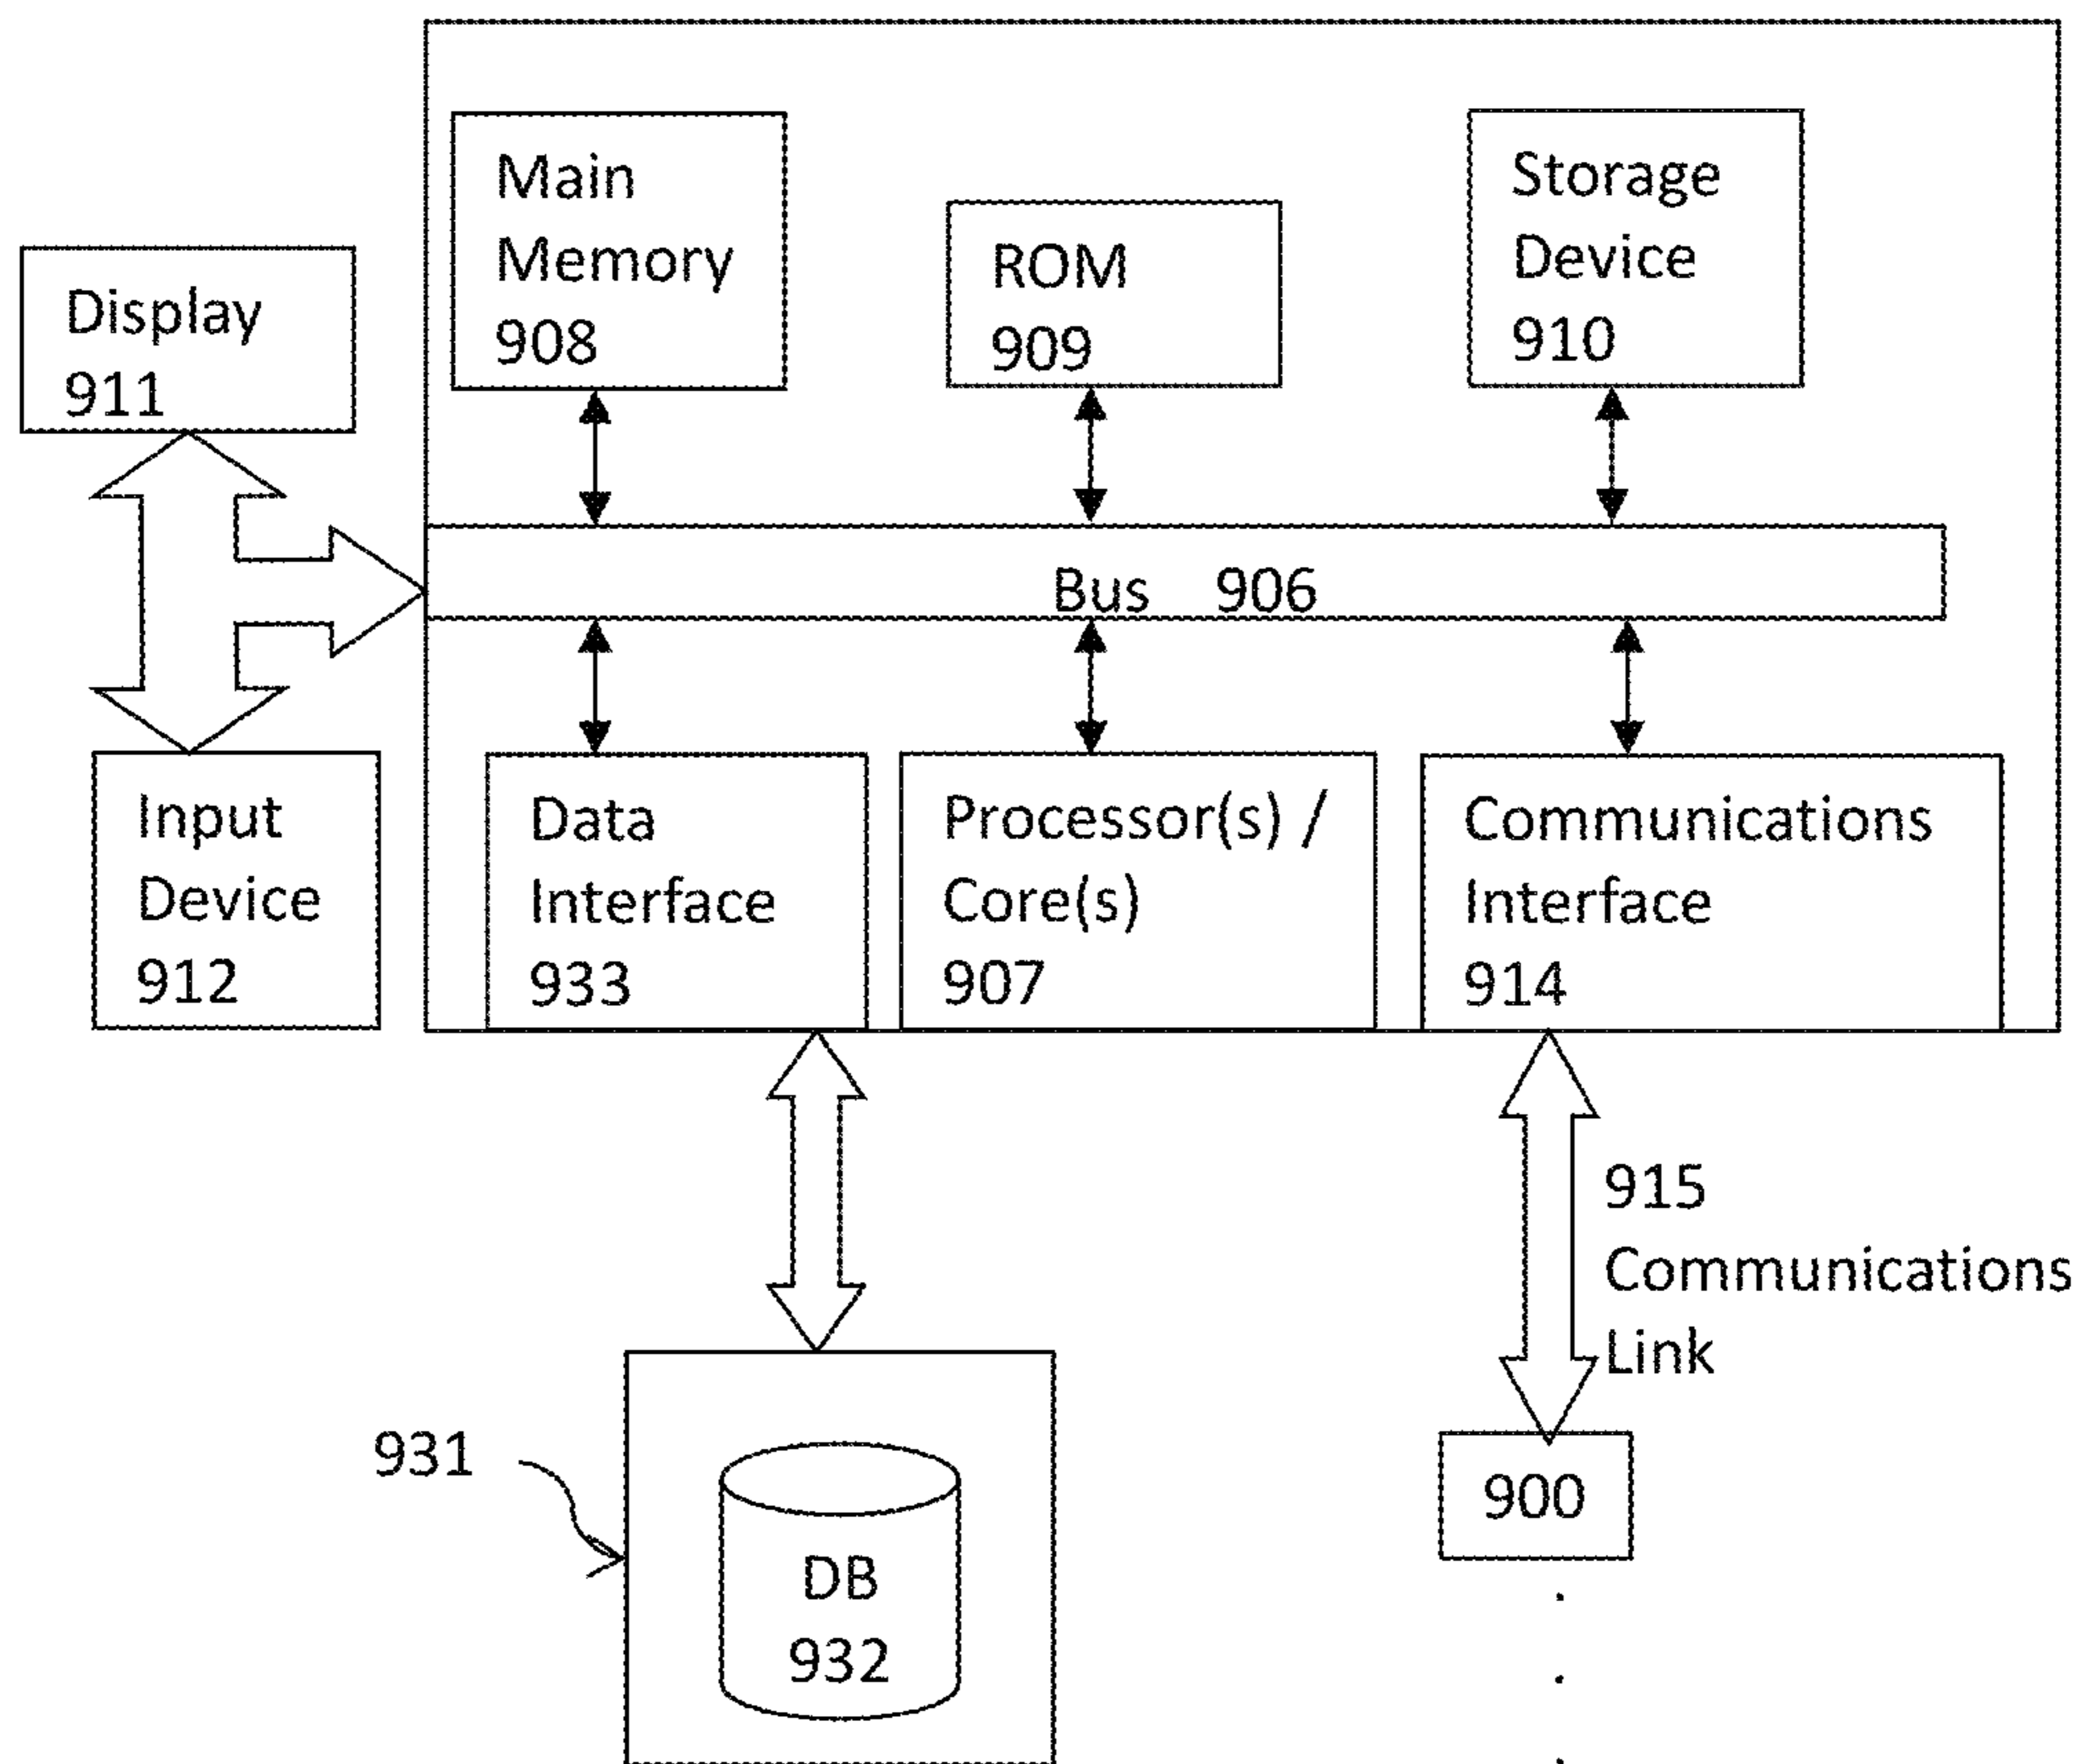 Main
Memory
908
ROM
909
Storage
Device
910
Display
911
Bus 906
Input
Device
912
Data
Interface
933
Processor(s) /
Core(s)
907
Communications
Interface
914
915
Communications
Link
931
DB
932
900